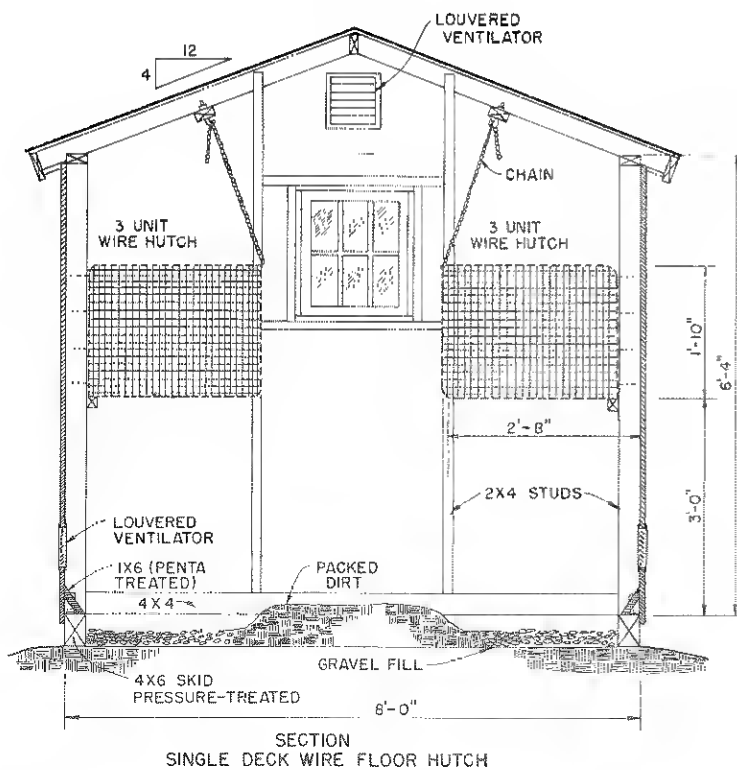 LOUVERED
VENTILATOR
12
4
CHAIN
3 UNIT
WIRE HUTCH
3 UNIT
WIRE HUTCH
1'-10"
6'-4"
2'-8"
2X4 STUDS
3'-0"
LOUVERED
VENTILATOR
1X6 (PENTA
TREATED)
4X4
PACKED
DIRT
GRAVEL FILL
4X6 SKID
PRESSURE-TREATED
8'-0"
SECTION
SINGLE DECK WIRE FLOOR HUTCH